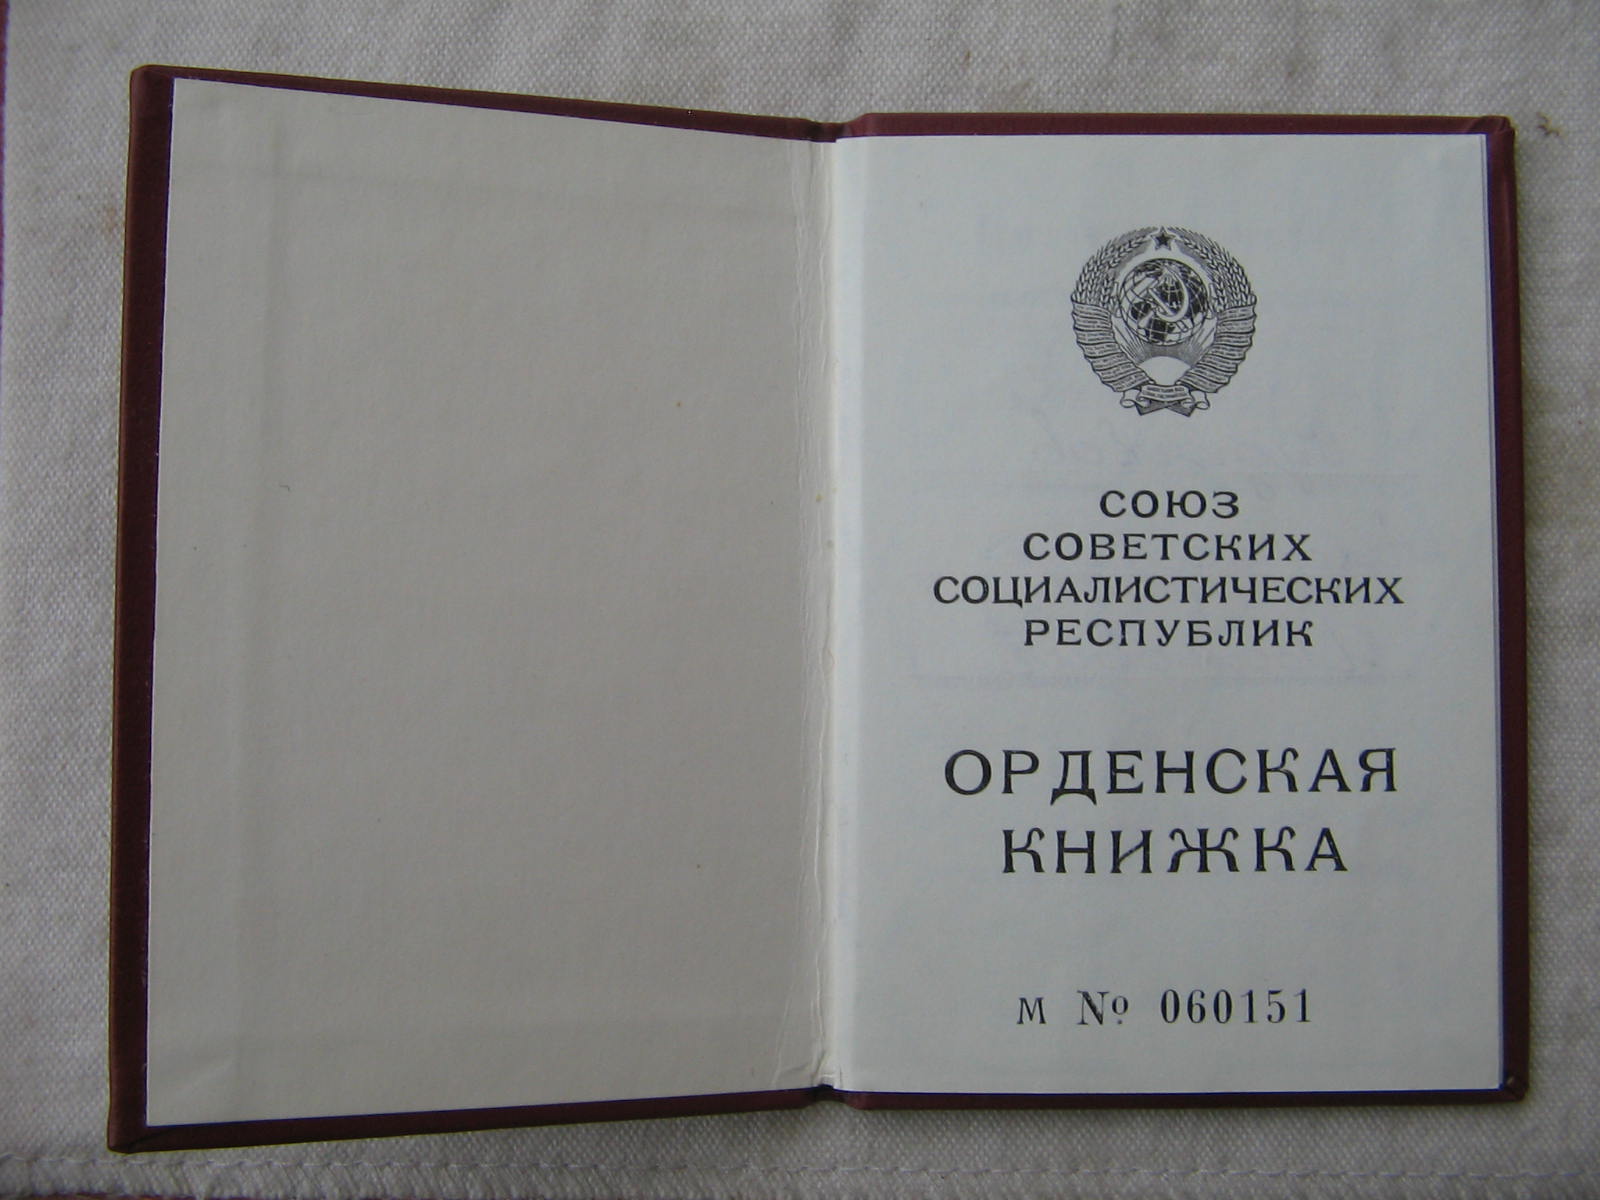 СОЮЗ
СОВЕТСКИХ
СОЦИАЛИСТИЧЕСКИХ
РЕСПУБЛИК
ОРДЕНСКАЯ
КНИЖКА
М № 060151